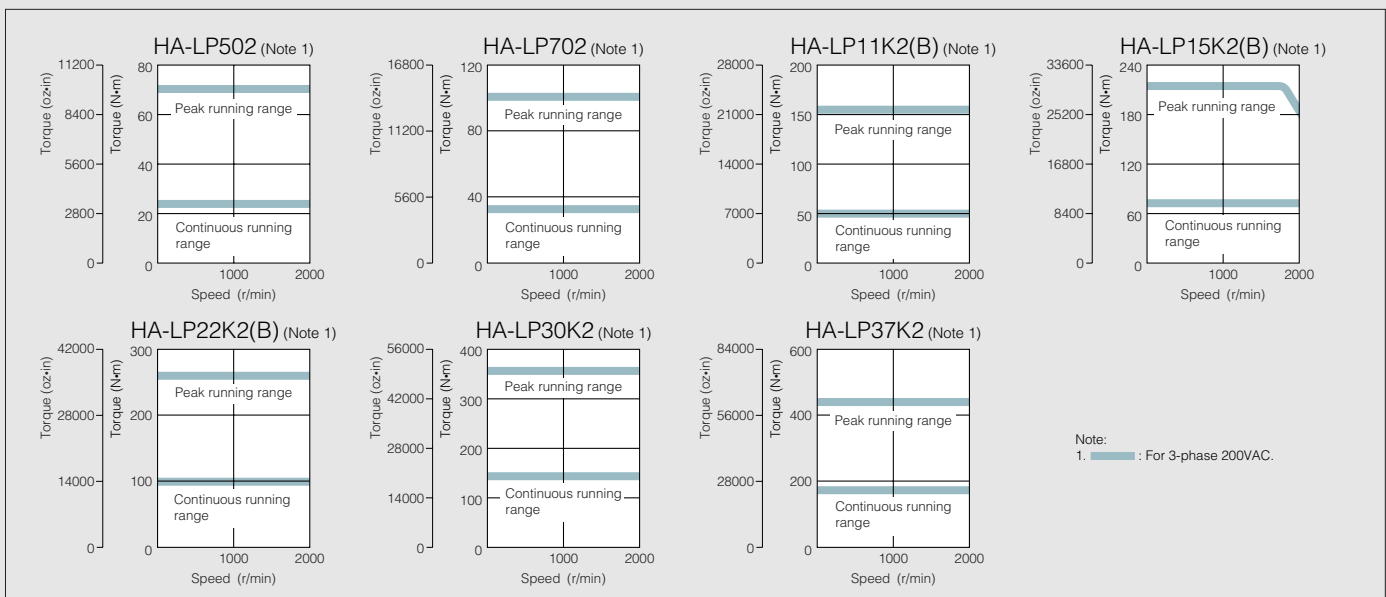 HA-LP502 (Note 1)
Torque (oz•in)
Torque (N•m)
11200
8400
5600
2800
0
80
60
40
20
0
Peak running range
Continuous running
range
1000
2000
Speed (r/min)
HA-LP702 (Note 1)
Torque (oz•in)
Torque (N•m)
16800
11200
5600
0
120
80
40
0
Peak running range
Continuous running
range
1000
2000
Speed (r/min)
HA-LP11K2(B) (Note 1)
Torque (oz•in)
Torque (N•m)
28000
21000
14000
7000
0
200
150
100
50
0
Peak running range
Continuous running
range
1000
2000
Speed (r/min)
HA-LP15K2(B) (Note 1)
Torque (oz•in)
Torque (N•m)
33600
25200
16800
8400
0
240
180
120
60
0
Peak running range
Continuous running
range
1000
2000
Speed (r/min)
HA-LP22K2(B) (Note 1)
Torque (oz•in)
Torque (N•m)
42000
28000
14000
0
300
200
100
0
Peak running range
Continuous running
range
1000
2000
Speed (r/min)
HA-LP30K2 (Note 1)
Torque (oz•in)
Torque (N•m)
56000
42000
28000
14000
0
400
300
200
100
0
Peak running range
Continuous running
range
1000
2000
Speed (r/min)
HA-LP37K2 (Note 1)
Torque (oz•in)
Torque (N•m)
84000
56000
28000
0
600
400
200
0
Peak running range
Continuous running
range
1000
2000
Speed (r/min)
Note:
1. : For 3-phase 200VAC.